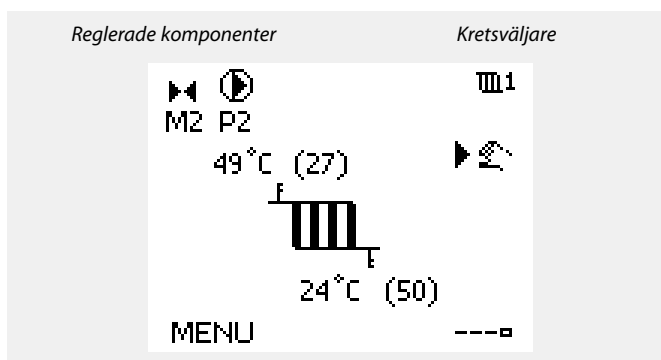 Reglerade komponenter Kretsväljare
1
M2 P2
49°C (27)
24°C (50)
MENU ---